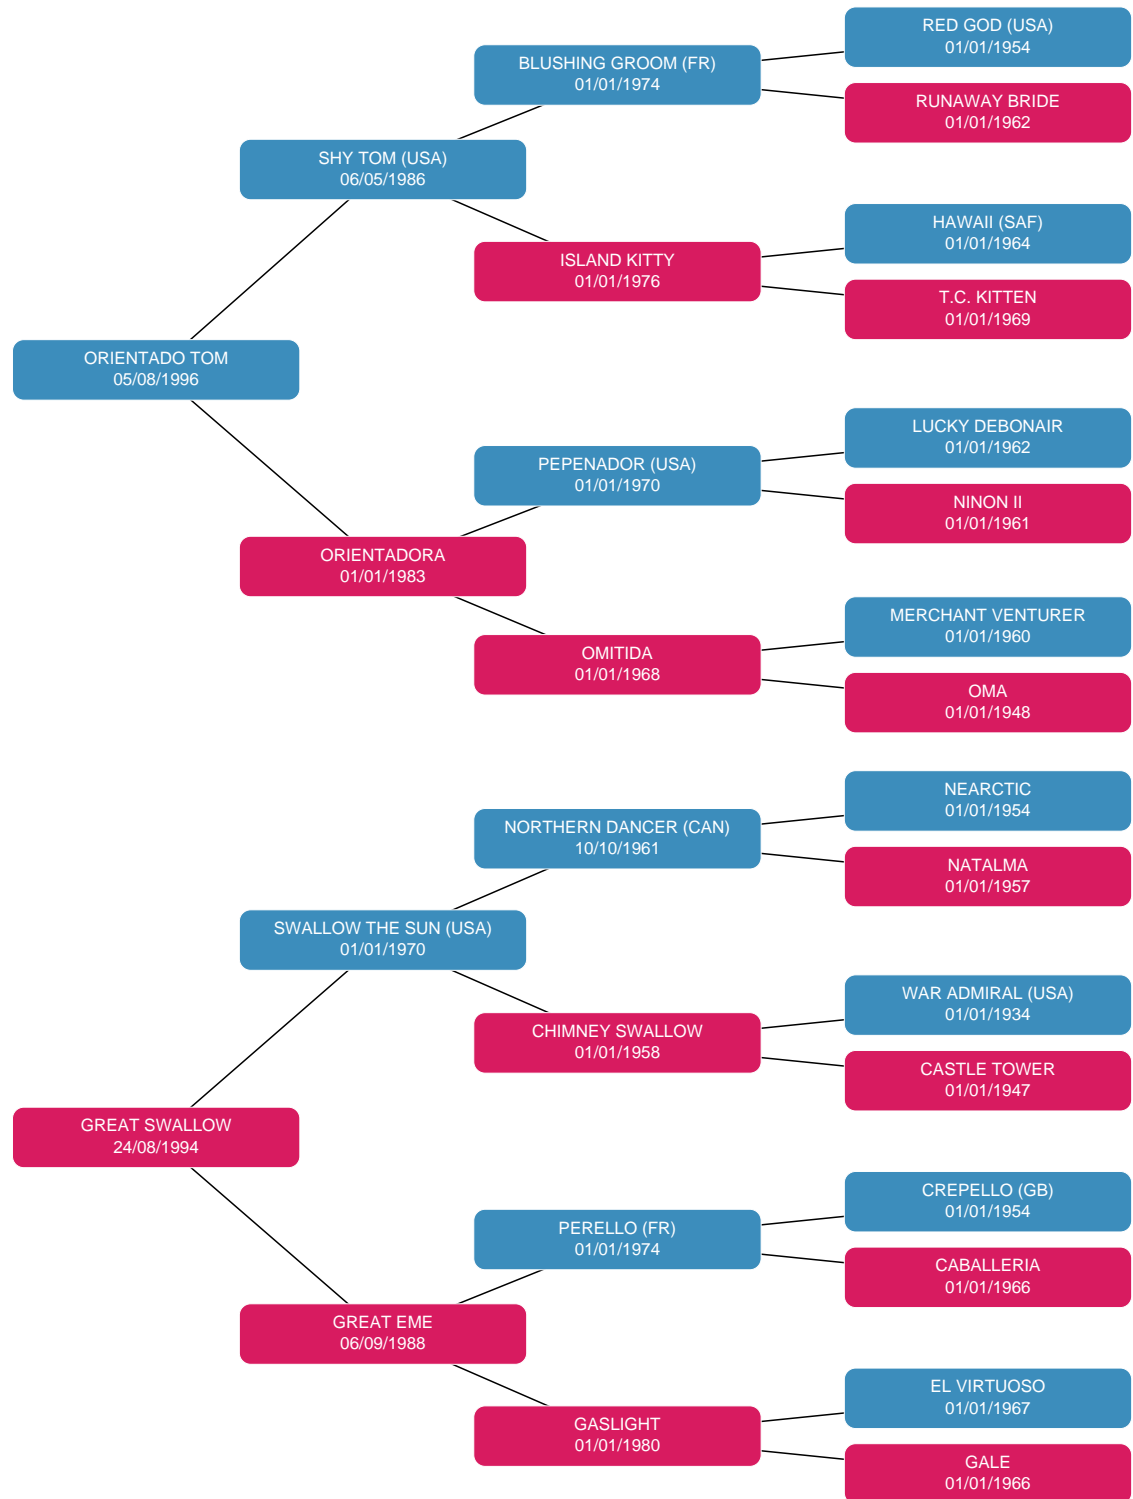 RED GOD (USA)
01/01/1954
BLUSHING GROOM (FR)
01/01/1974
RUNAWAY BRIDE
01/01/1962
SHY TOM (USA)
06/05/1986
HAWAII (SAF)
01/01/1964
ISLAND KITTY
01/01/1976
T.C. KITTEN
01/01/1969
ORIENTADO TOM
05/08/1996
LUCKY DEBONAIR
01/01/1962
PEPENADOR (USA)
01/01/1970
NINON II
01/01/1961
ORIENTADORA
01/01/1983
MERCHANT VENTURER
01/01/1960
OMITIDA
01/01/1968
OMA
01/01/1948
NEARCTIC
01/01/1954
NORTHERN DANCER (CAN)
10/10/1961
NATALMA
01/01/1957
SWALLOW THE SUN (USA)
01/01/1970
WAR ADMIRAL (USA)
01/01/1934
CHIMNEY SWALLOW
01/01/1958
CASTLE TOWER
01/01/1947
GREAT SWALLOW
24/08/1994
CREPELLO (GB)
01/01/1954
PERELLO (FR)
01/01/1974
CABALLERIA
01/01/1966
GREAT EME
06/09/1988
EL VIRTUOSO
01/01/1967
GASLIGHT
01/01/1980
GALE
01/01/1966